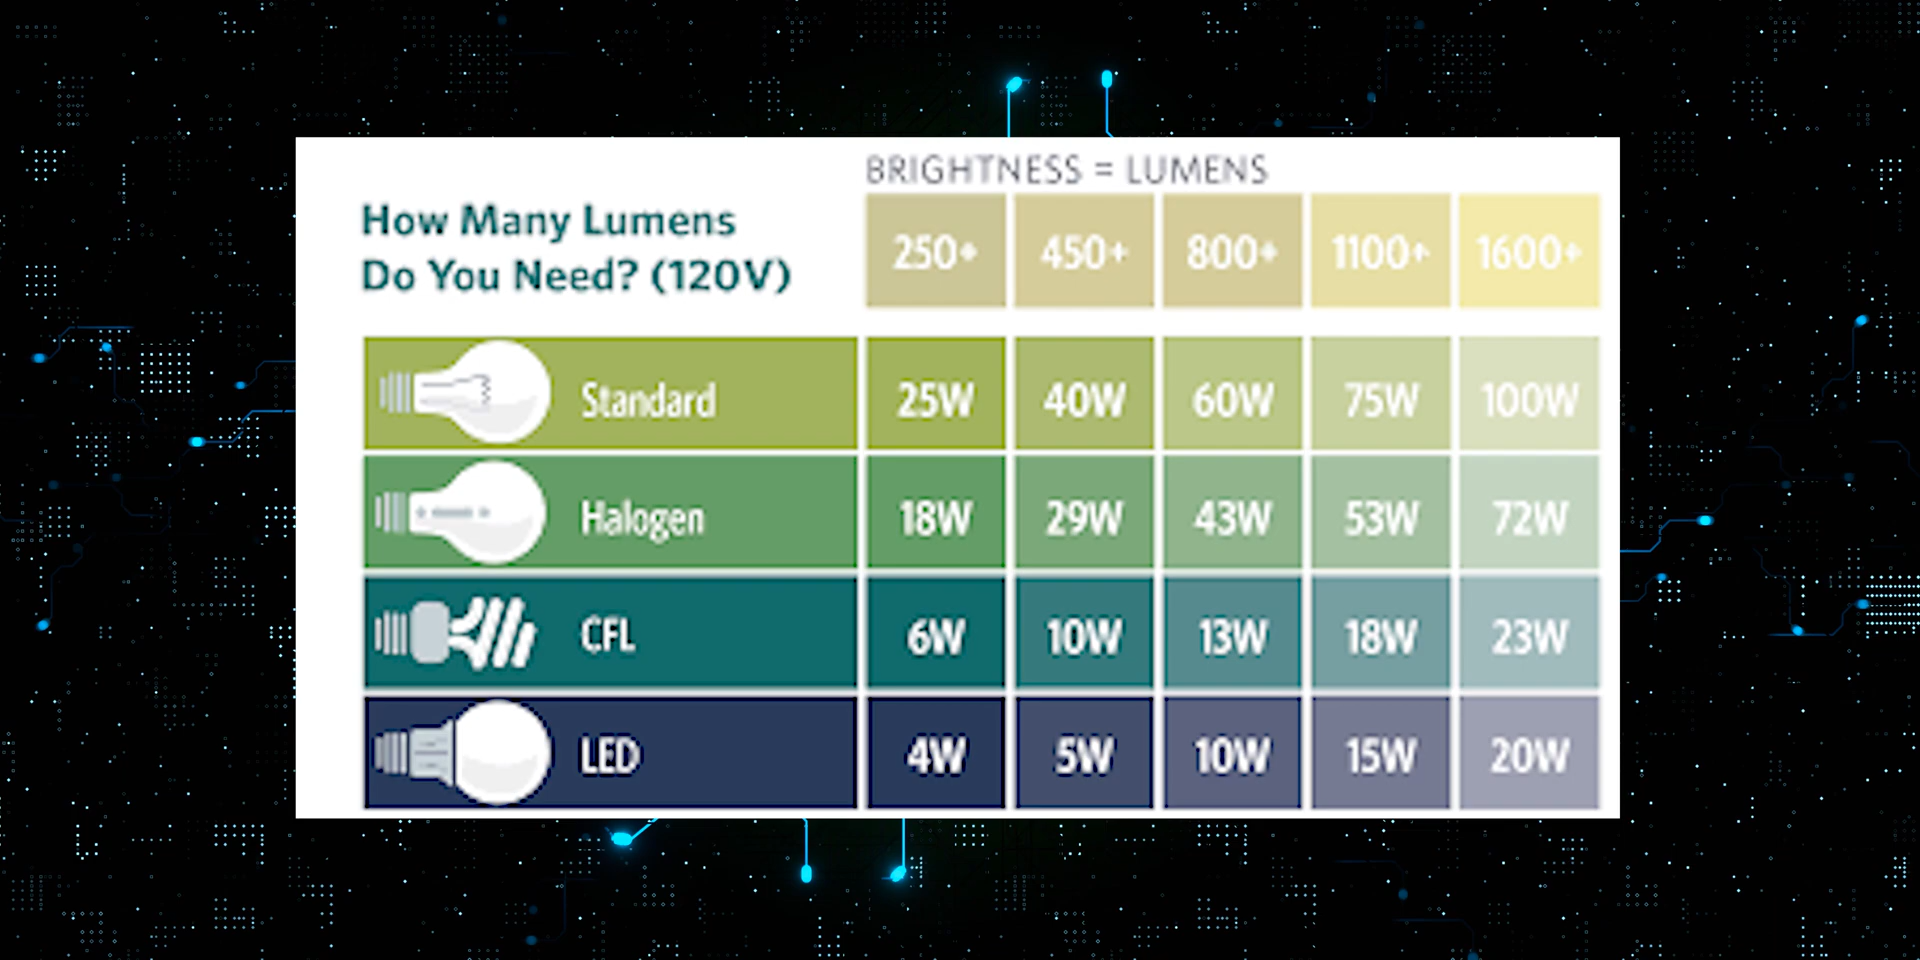 BRIGHTNESS = LUMENS
How Many Lumens
Do You Need? (120V)
250+ 450+ 800+ 1100+ 1600+
Standard 25W 40W 60W 75W 100W
Halogen 18W 29W 43W 53W 72W
CFL 6W 10W 13W 18W 23W
LED 4W 5W 10W 15W 20W